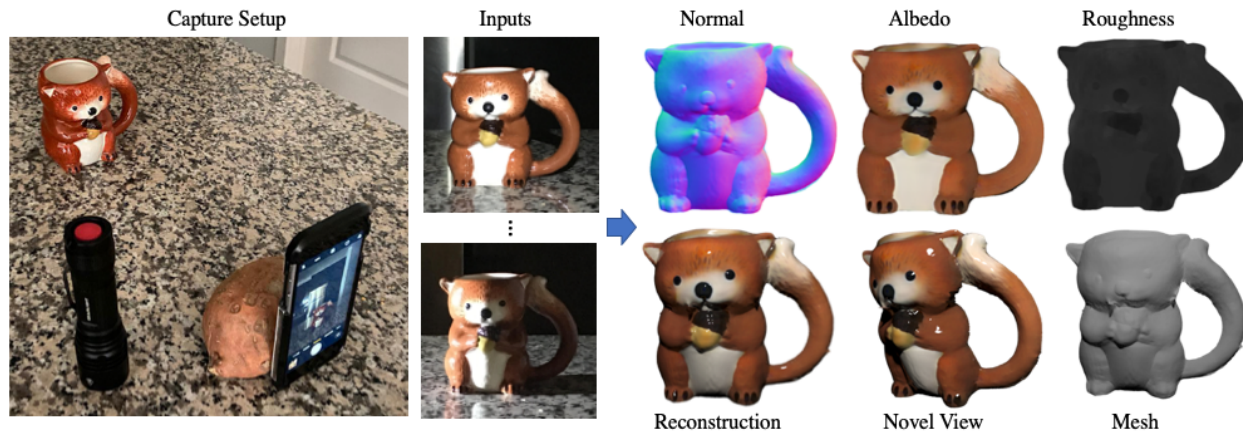 Capture Setup
Inputs
Normal
Albedo
Roughness
Reconstruction
Novel View
Mesh